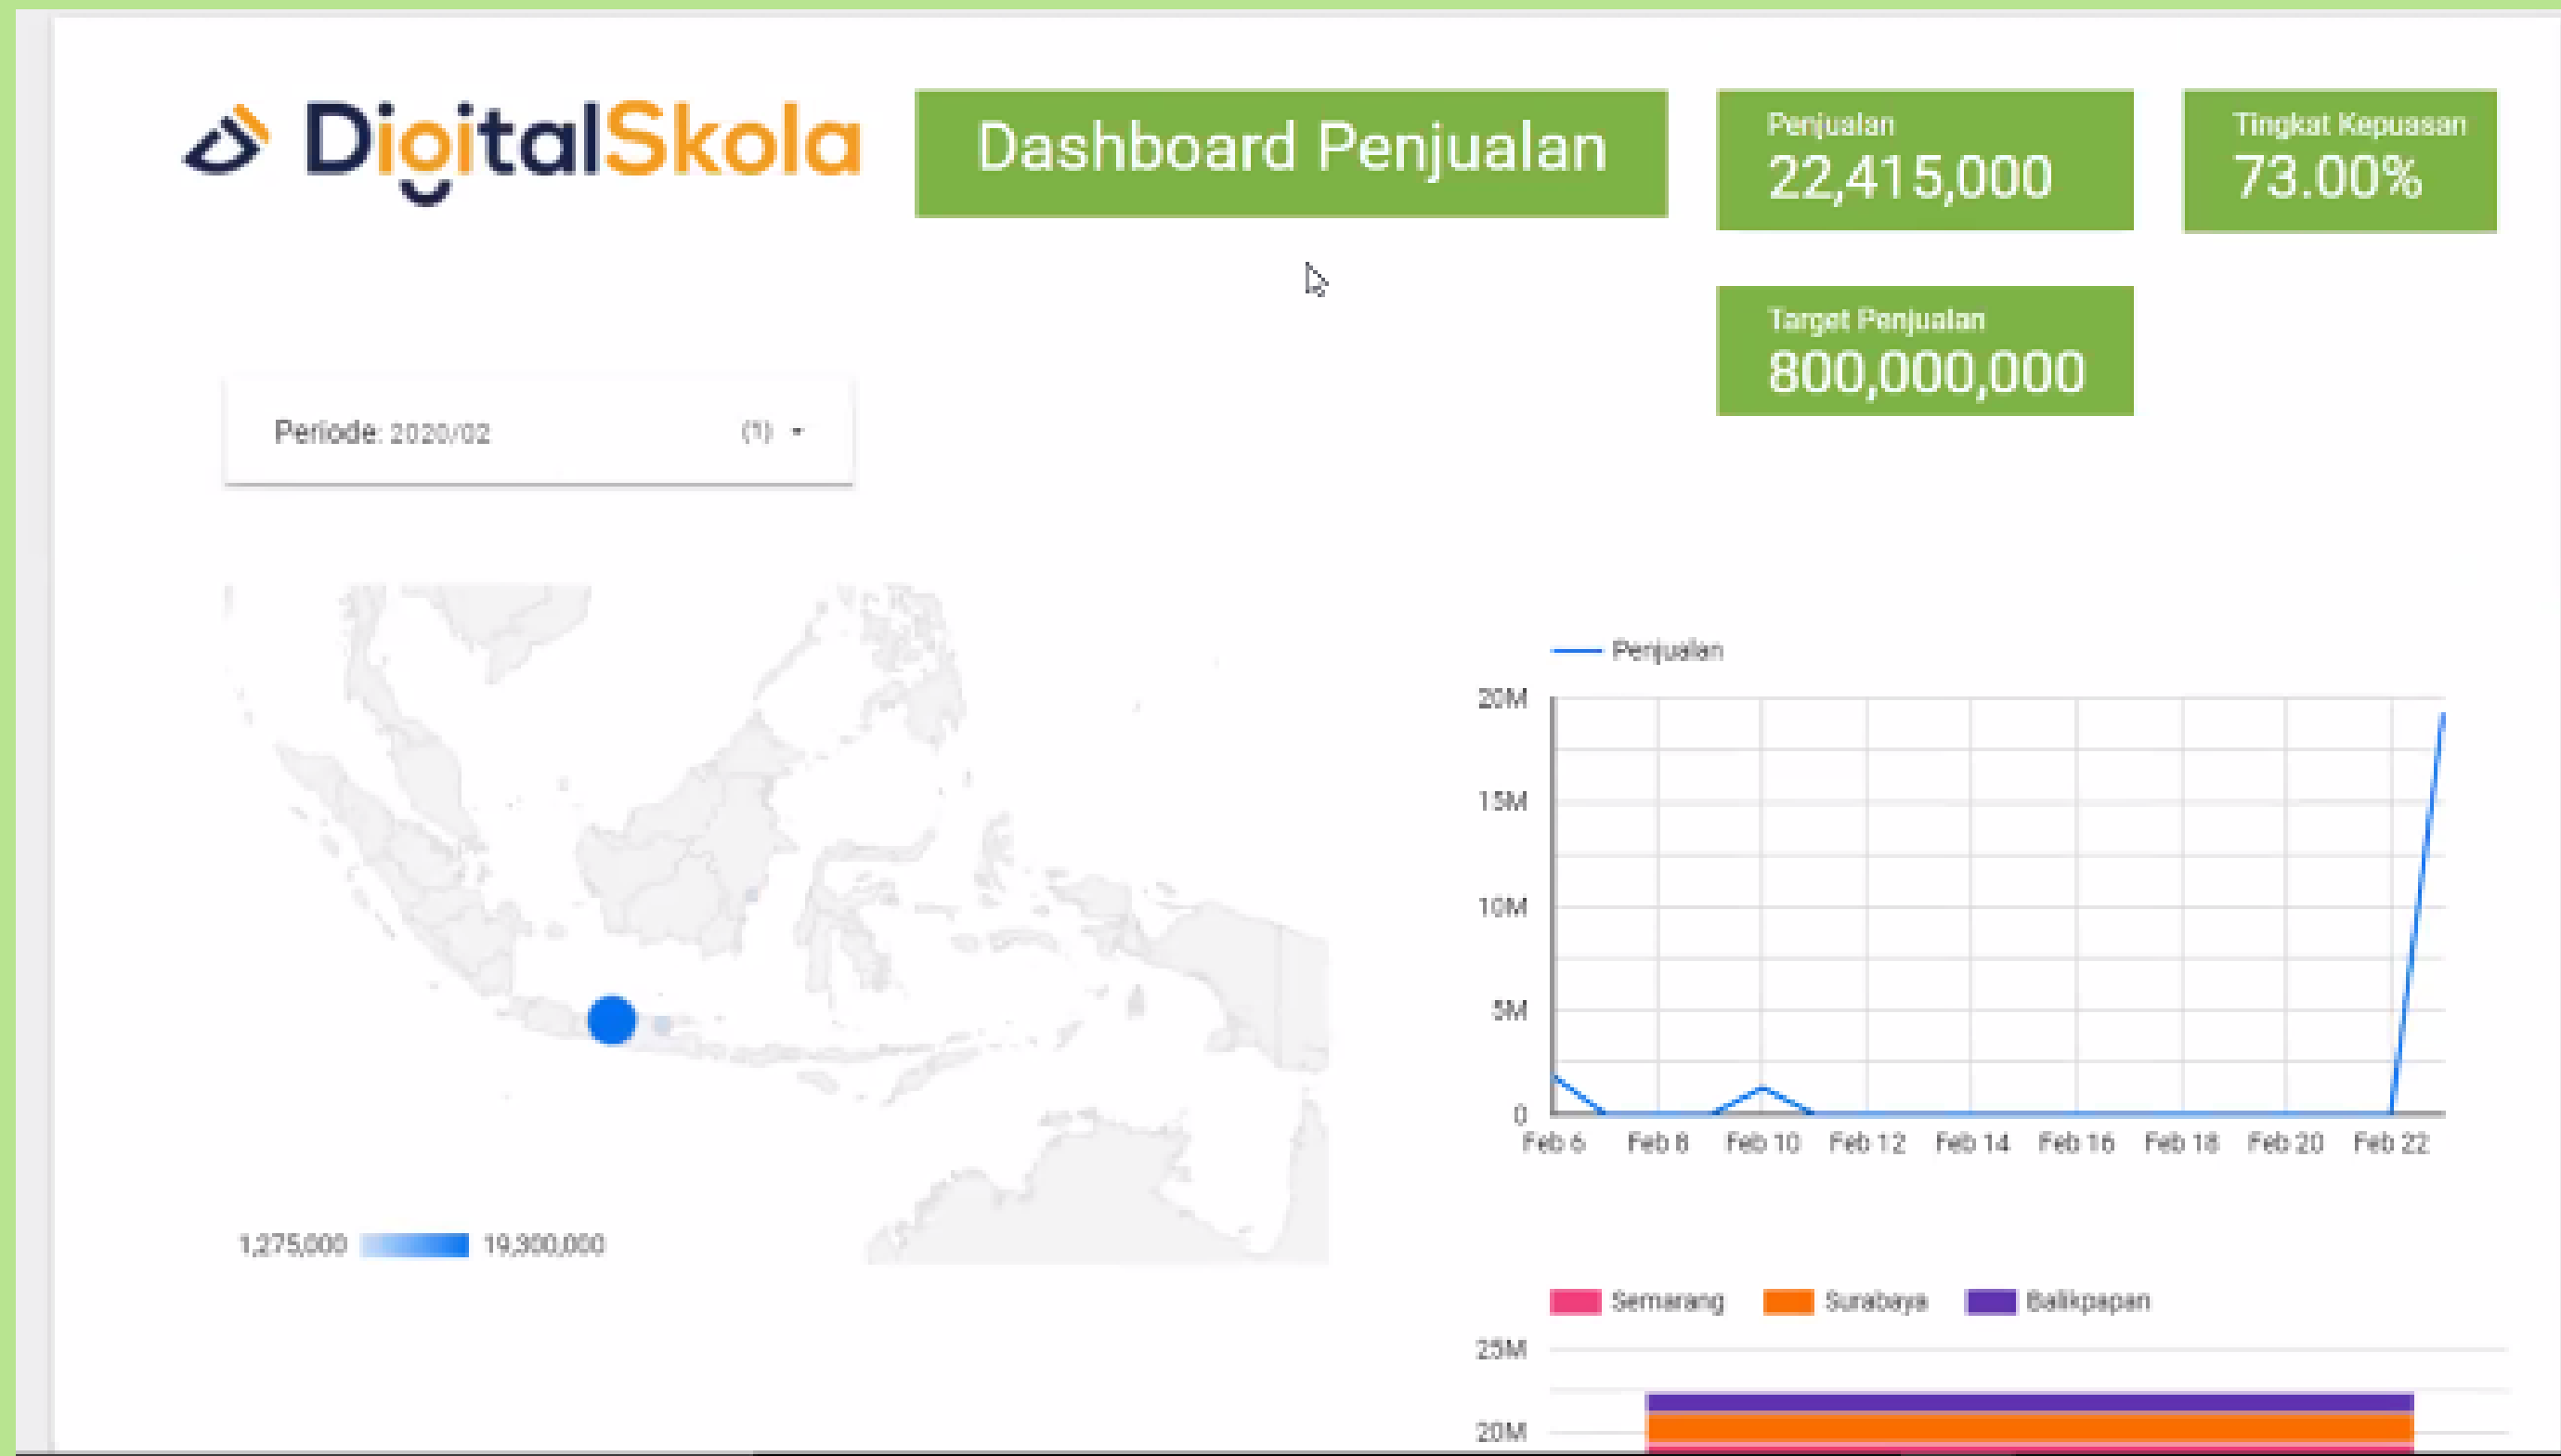 DigitalSkola
Dashboard Penjualan
Penjualan
22,415,000
Tingkat Kepuasan
73.00%
Target Penjualan
800,000,000
Periode: 2020/02 (1)
Penjualan
20M
15M
10M
5M
0
Feb 6 Feb 8 Feb 10 Feb 12 Feb 14 Feb 16 Feb 18 Feb 20 Feb 22
1,275,000 19,300,000
Semarang Surabaya Balikpapan
25M
20M